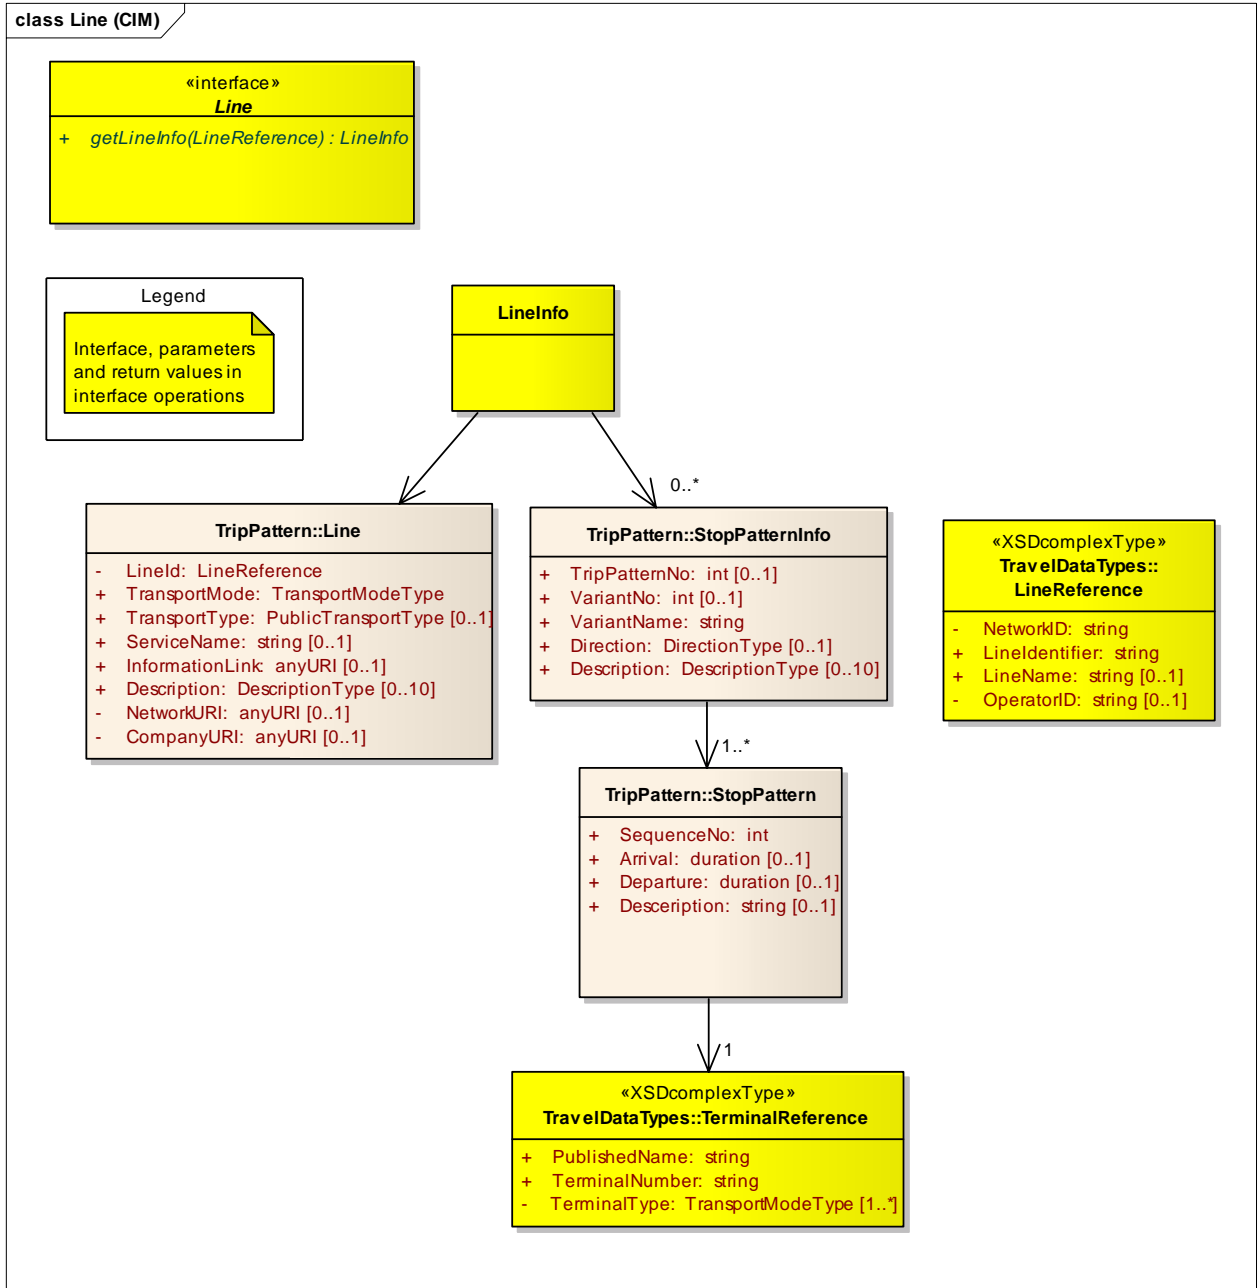 class Line (CIM)
«interface»
Line
+ getLineInfo(LineReference) : LineInfo
Legend
Interface, parameters
and return values in
interface operations
LineInfo
0..*
TripPattern::Line
- LineId: LineReference
+ TransportMode: TransportModeType
+ TransportType: PublicTransportType [0..1]
+ ServiceName: string [0..1]
+ InformationLink: anyURI [0..1]
+ Description: DescriptionType [0..10]
- NetworkURI: anyURI [0..1]
- CompanyURI: anyURI [0..1]
TripPattern::StopPatternInfo
+ TripPatternNo: int [0..1]
+ VariantNo: int [0..1]
+ VariantName: string
+ Direction: DirectionType [0..1]
+ Description: DescriptionType [0..10]
«XSDcomplexType»
TravelDataTypes::
LineReference
- NetworkID: string
+ LineIdentifier: string
+ LineName: string [0..1]
- OperatorID: string [0..1]
1..*
TripPattern::StopPattern
+ SequenceNo: int
+ Arrival: duration [0..1]
+ Departure: duration [0..1]
+ Desceription: string [0..1]
1
«XSDcomplexType»
TravelDataTypes::TerminalReference
+ PublishedName: string
+ TerminalNumber: string
- TerminalType: TransportModeType [1..*]